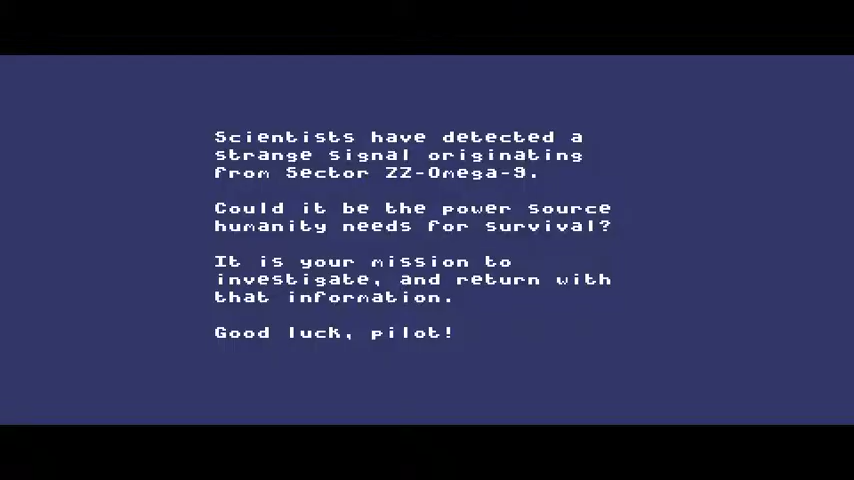 Scientists have detected a
strange signal originating
from Sector ZZ-Omega-9.
Could it be the power source
humanity needs for survival?
It is your mission to
investigate, and return with
that information.
Good luck, pilot!